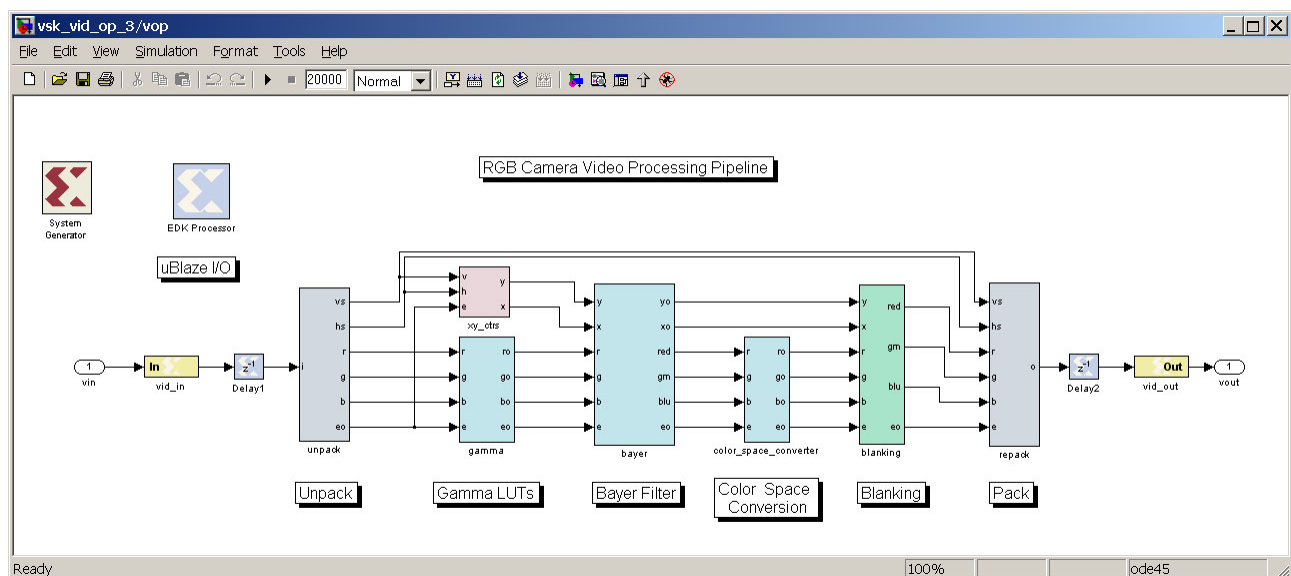 vsk_vid_op_3/vop
File Edit View Simulation Format Tools Help
20000 Normal
RGB Camera Video Processing Pipeline
System
Generator
EDK Processor
uBlaze I/O
1
vin
In
vid_in
z-1
Delay1
i
vs
hs
r
g
b
eo
unpack
v
h
e
y
x
xy_ctrs
r
g
b
e
ro
go
bo
eo
gamma
y
x
r
g
b
e
yo
xo
red
grn
blu
eo
bayer
r
g
b
e
ro
go
bo
eo
color_space_converter
y
x
r
g
b
e
red
grn
blu
eo
blanking
vs
hs
r
g
b
e
o
repack
z-1
Delay2
Out
vid_out
1
vout
Unpack
Gamma LUTs
Bayer Filter
Color Space
Conversion
Blanking
Pack
Ready 100% ode45